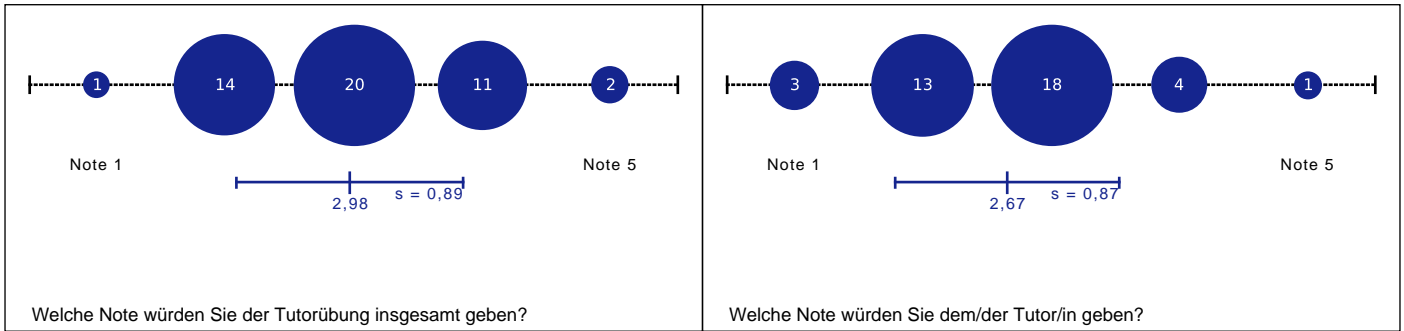 1 14 20 11 2
Note 1 Note 5
2,98 s = 0,89
Welche Note würden Sie der Tutorübung insgesamt geben?
3 13 18 4 1
Note 1 Note 5
2,67 s = 0,87
Welche Note würden Sie dem/der Tutor/in geben?